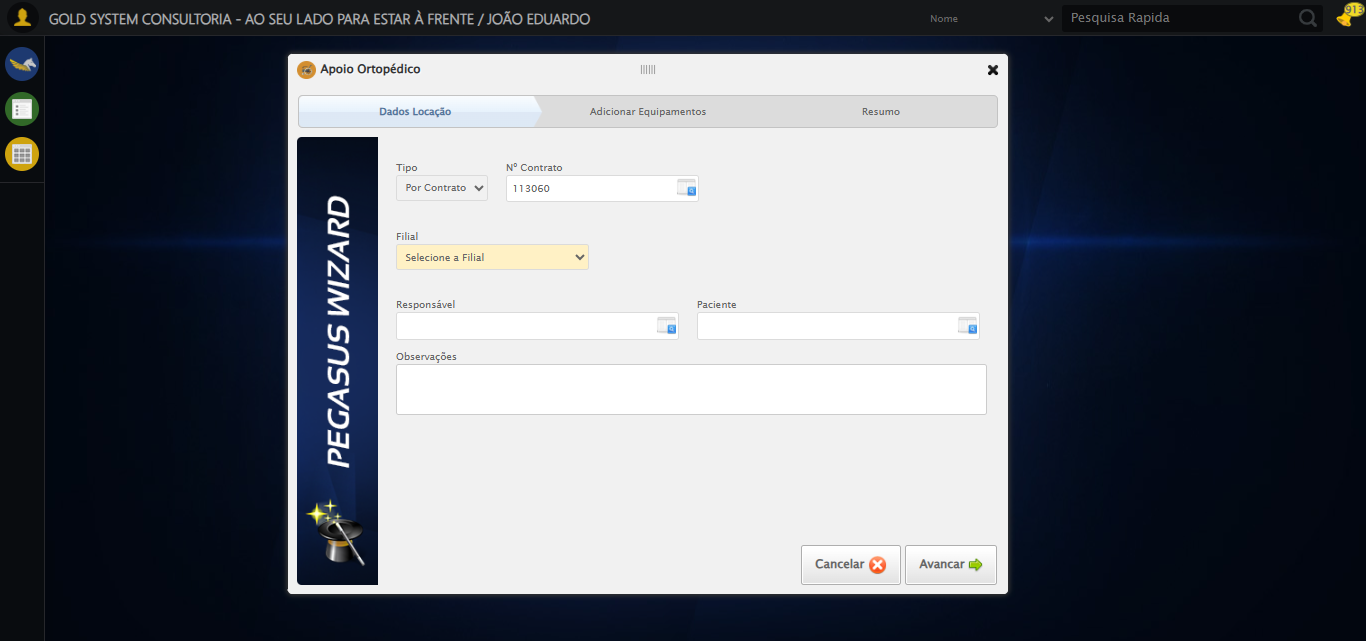 GOLD SYSTEM CONSULTORIA - AO SEU LADO PARA ESTAR À FRENTE / JOÃO EDUARDO
Nome
Pesquisa Rapida
913
Apoio Ortopédico
Dados Locação
Adicionar Equipamentos
Resumo
PEGASUS WIZARD
Tipo
Nº Contrato
Por Contrato
113060
Filial
Selecione a Filial
Responsável
Paciente
Observações
Cancelar
Avancar